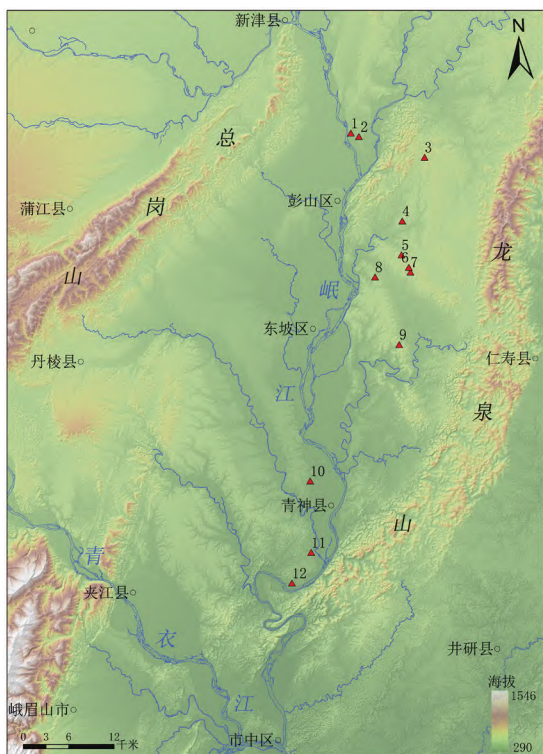 新津县
N
总
1
2
3
岗
彭山区
蒲江县
4
龙
5
6
7
8
山
岷
东坡区
9
仁寿县
丹棱县
江
泉
10
青神县
山
11
青
12
夹江县
衣
井研县
海拔
1546
290
江
峨眉山市
市中区
0 3 6 12
千米